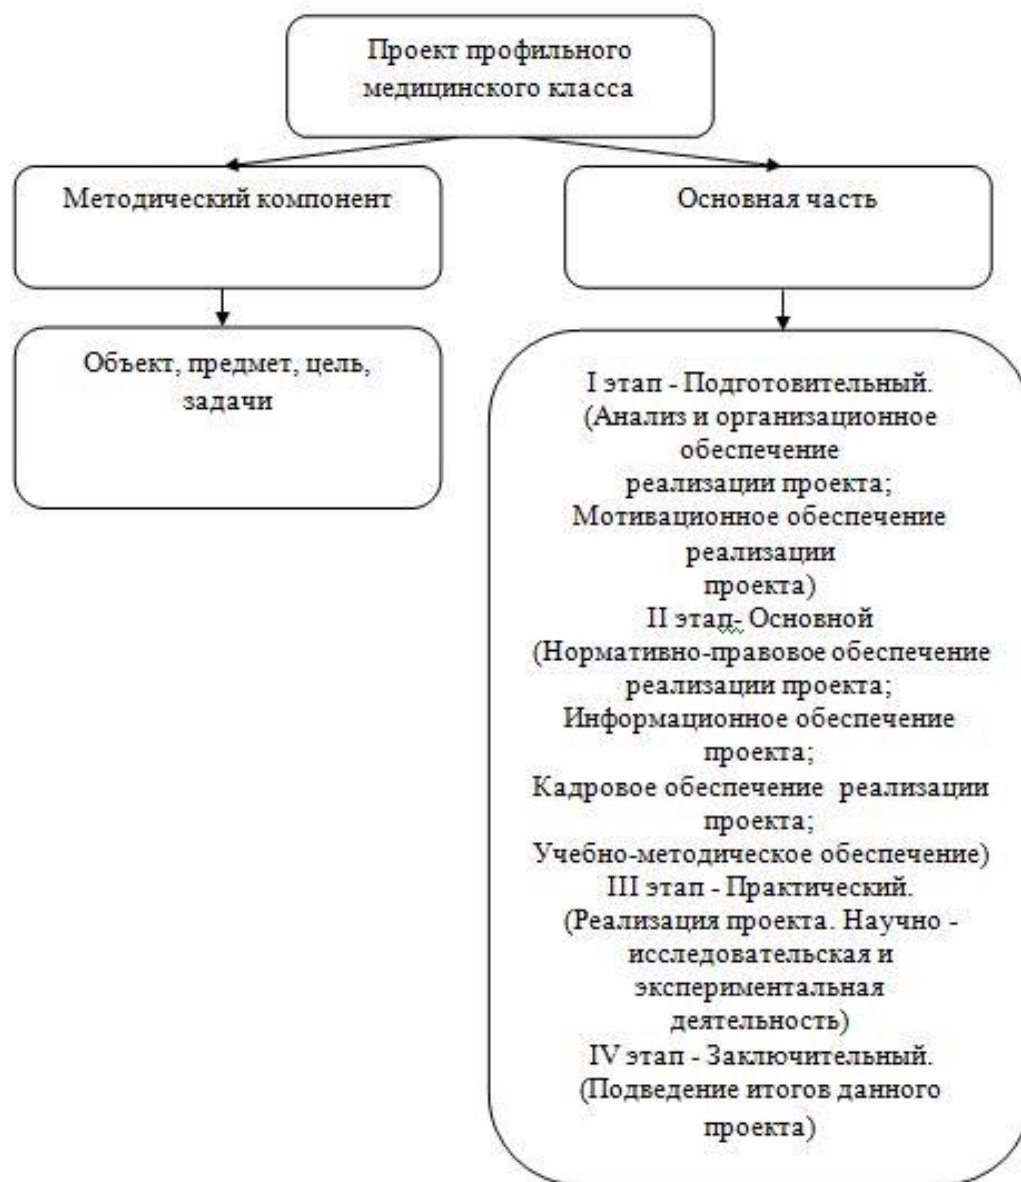 Проект профильного
медицинского класса
Методический компонент
Основная часть
Объект, предмет, цель,
задачи
I этап - Подготовительный.
(Анализ и организационное
обеспечение
реализации проекта;
Мотивационное обеспечение
реализации
проекта)
II этап- Основной
(Нормативно-правовое обеспечение
реализации проекта;
Информационное обеспечение
проекта;
Кадровое обеспечение  реализации
проекта;
Учебно-методическое обеспечение)
III этап - Практический.
(Реализация проекта. Научно -
исследовательская и
экспериментальная
деятельность)
IV этап - Заключительный.
(Подведение итогов данного
проекта)